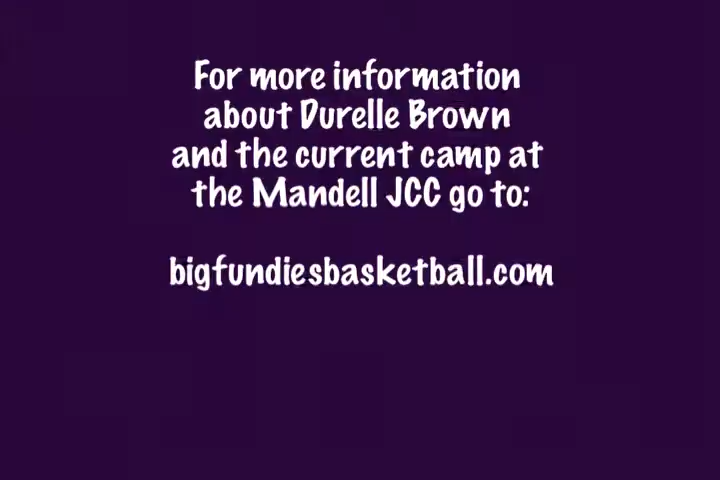 For more information
about Durelle Brown
and the current camp at
the Mandell JCC go to:
bigfundiesbasketball.com